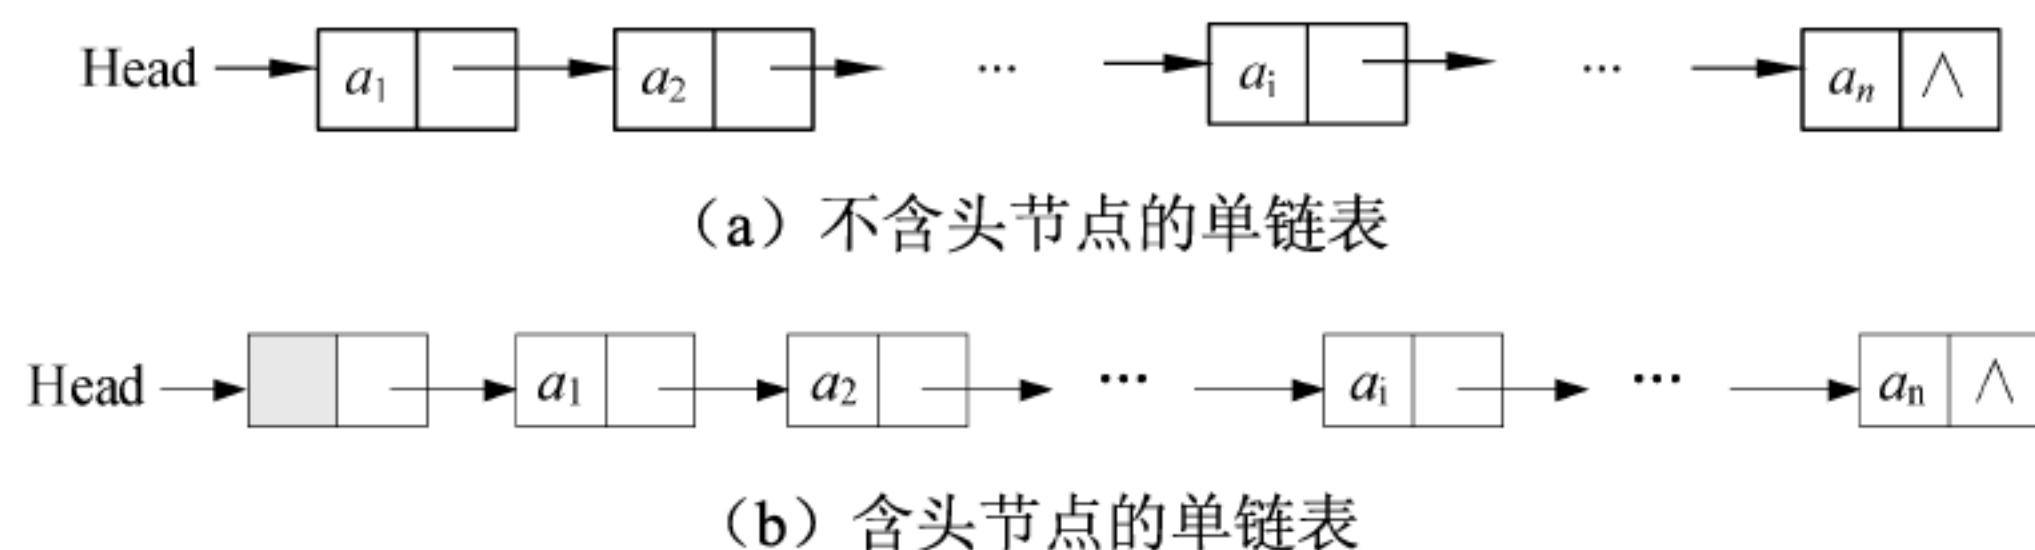 Head a₁ a₂ ... aᵢ ... aₙ ∧
（a）不含头节点的单链表
Head a₁ a₂ ... aᵢ ... aₙ ∧
（b）含头节点的单链表